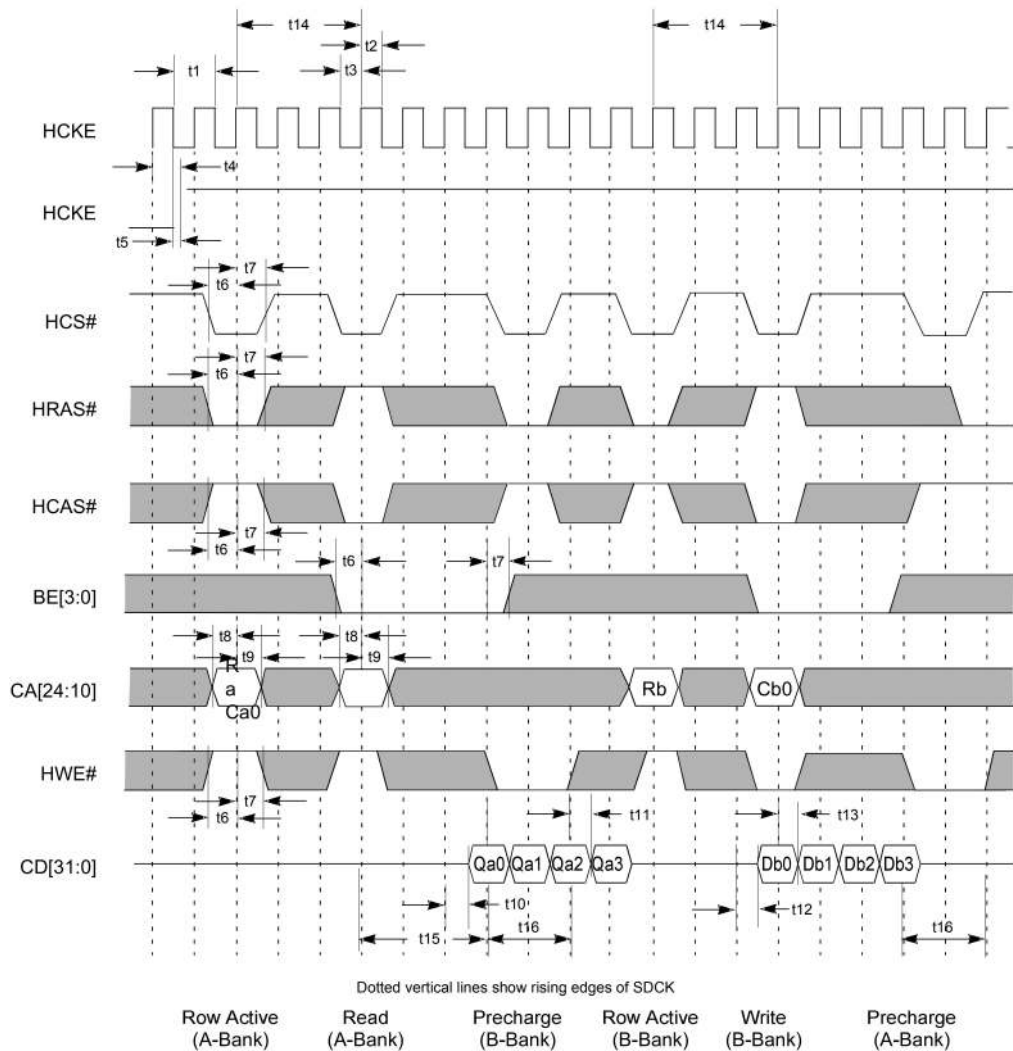 t14
t14
t2
t3
t1
HCKE
t4
HCKE
t5
t7
t6
HCS#
t7
t6
HRAS#
HCAS#
t7
t6
t6
t7
BE[3:0]
t8
t8
t9
t9
R
CA[24:10]
a
Rb
Cb0
Ca0
HWE#
t7
t6
t11
t13
CD[31:0]
Qa0 Qa1 Qa2 Qa3
Db0 Db1 Db2 Db3
t10
t12
t15
t16
t16
Dotted vertical lines show rising edges of SDCK
Row Active Read Precharge Row Active Write Precharge
(A-Bank) (A-Bank) (B-Bank) (B-Bank) (B-Bank) (A-Bank)